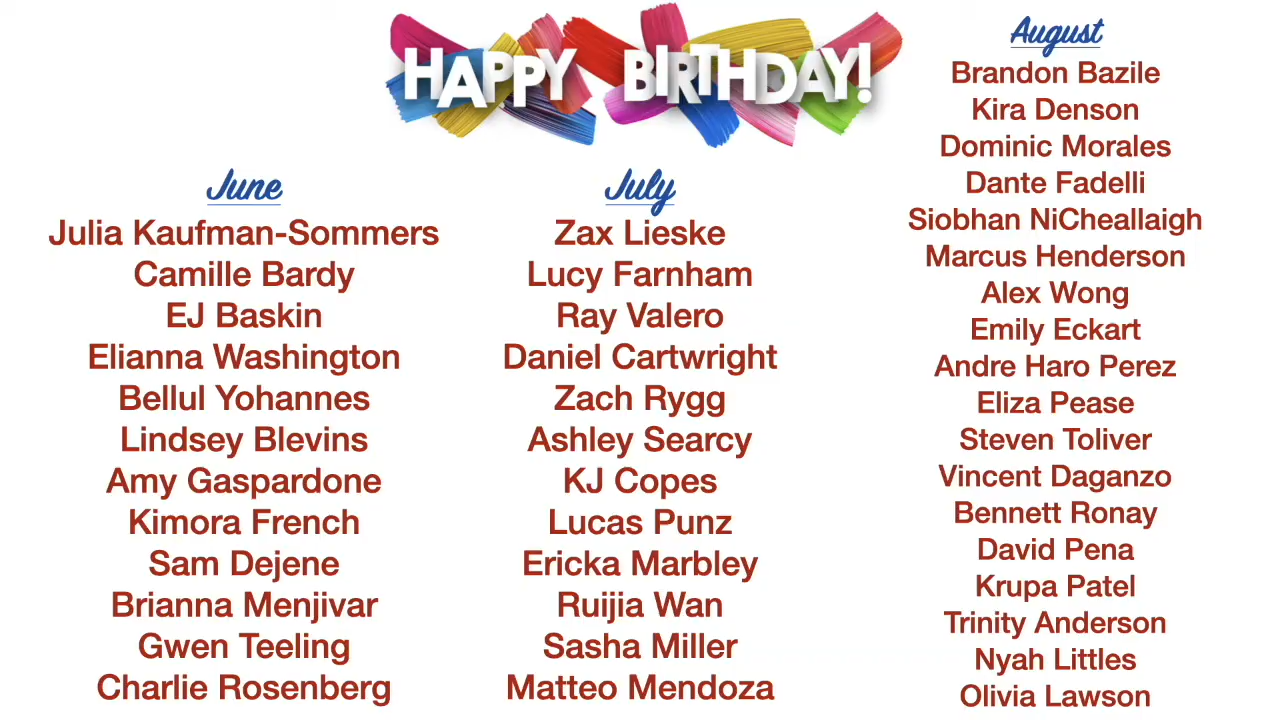 HAPPY BIRTHDAY!
June
Julia Kaufman-Sommers
Camille Bardy
EJ Baskin
Elianna Washington
Bellul Yohannes
Lindsey Blevins
Amy Gaspardone
Kimora French
Sam Dejene
Brianna Menjivar
Gwen Teeling
Charlie Rosenberg
July
Zax Lieske
Lucy Farnham
Ray Valero
Daniel Cartwright
Zach Rygg
Ashley Searcy
KJ Copes
Lucas Punz
Ericka Marbley
Ruijia Wan
Sasha Miller
Matteo Mendoza
August
Brandon Bazile
Kira Denson
Dominic Morales
Dante Fadelli
Siobhan NiCheallaigh
Marcus Henderson
Alex Wong
Emily Eckart
Andre Haro Perez
Eliza Pease
Steven Toliver
Vincent Daganzo
Bennett Ronay
David Pena
Krupa Patel
Trinity Anderson
Nyah Littles
Olivia Lawson